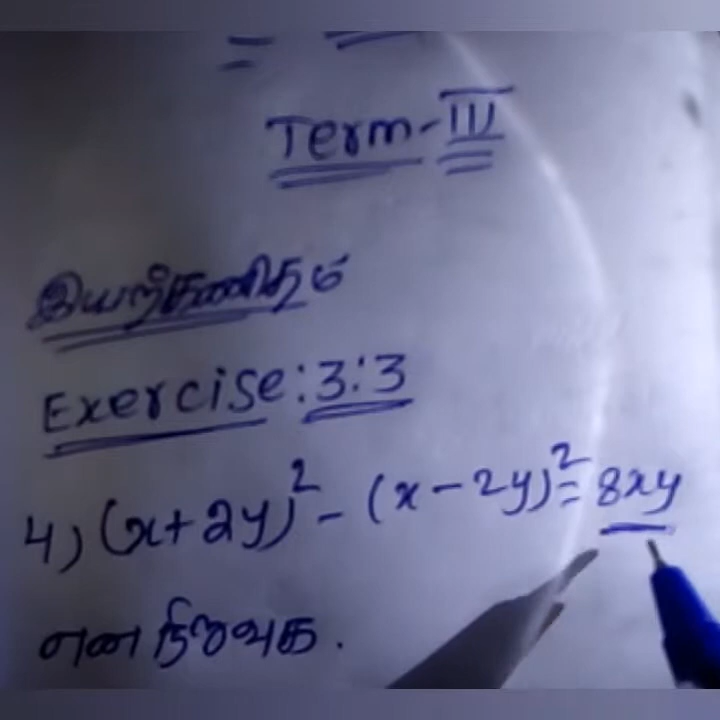 Term-III
இயற்கணிதம்
Exercise:3:3
4) (x+2y)² - (x-2y)² = 8xy
என நிறுவுக.